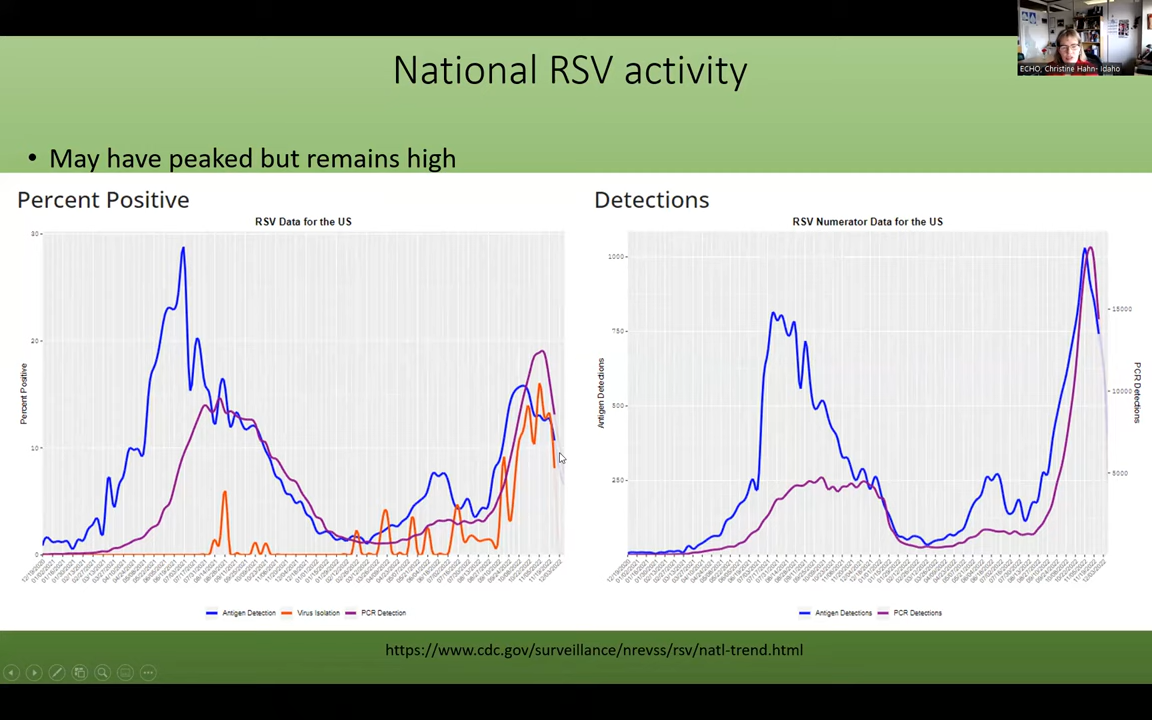 National RSV activity
ECHO, Christine Hahn- Idaho
• May have peaked but remains high
Percent Positive
RSV Data for the US
30
20
10
0
Percent Positive
Antigen Detection
Virus Isolation
PCR Detection
Detections
RSV Numerator Data for the US
1000
750
500
250
Antigen Detections
15000
10000
5000
PCR Detections
Antigen Detections
PCR Detections
https://www.cdc.gov/surveillance/nrevss/rsv/natl-trend.html